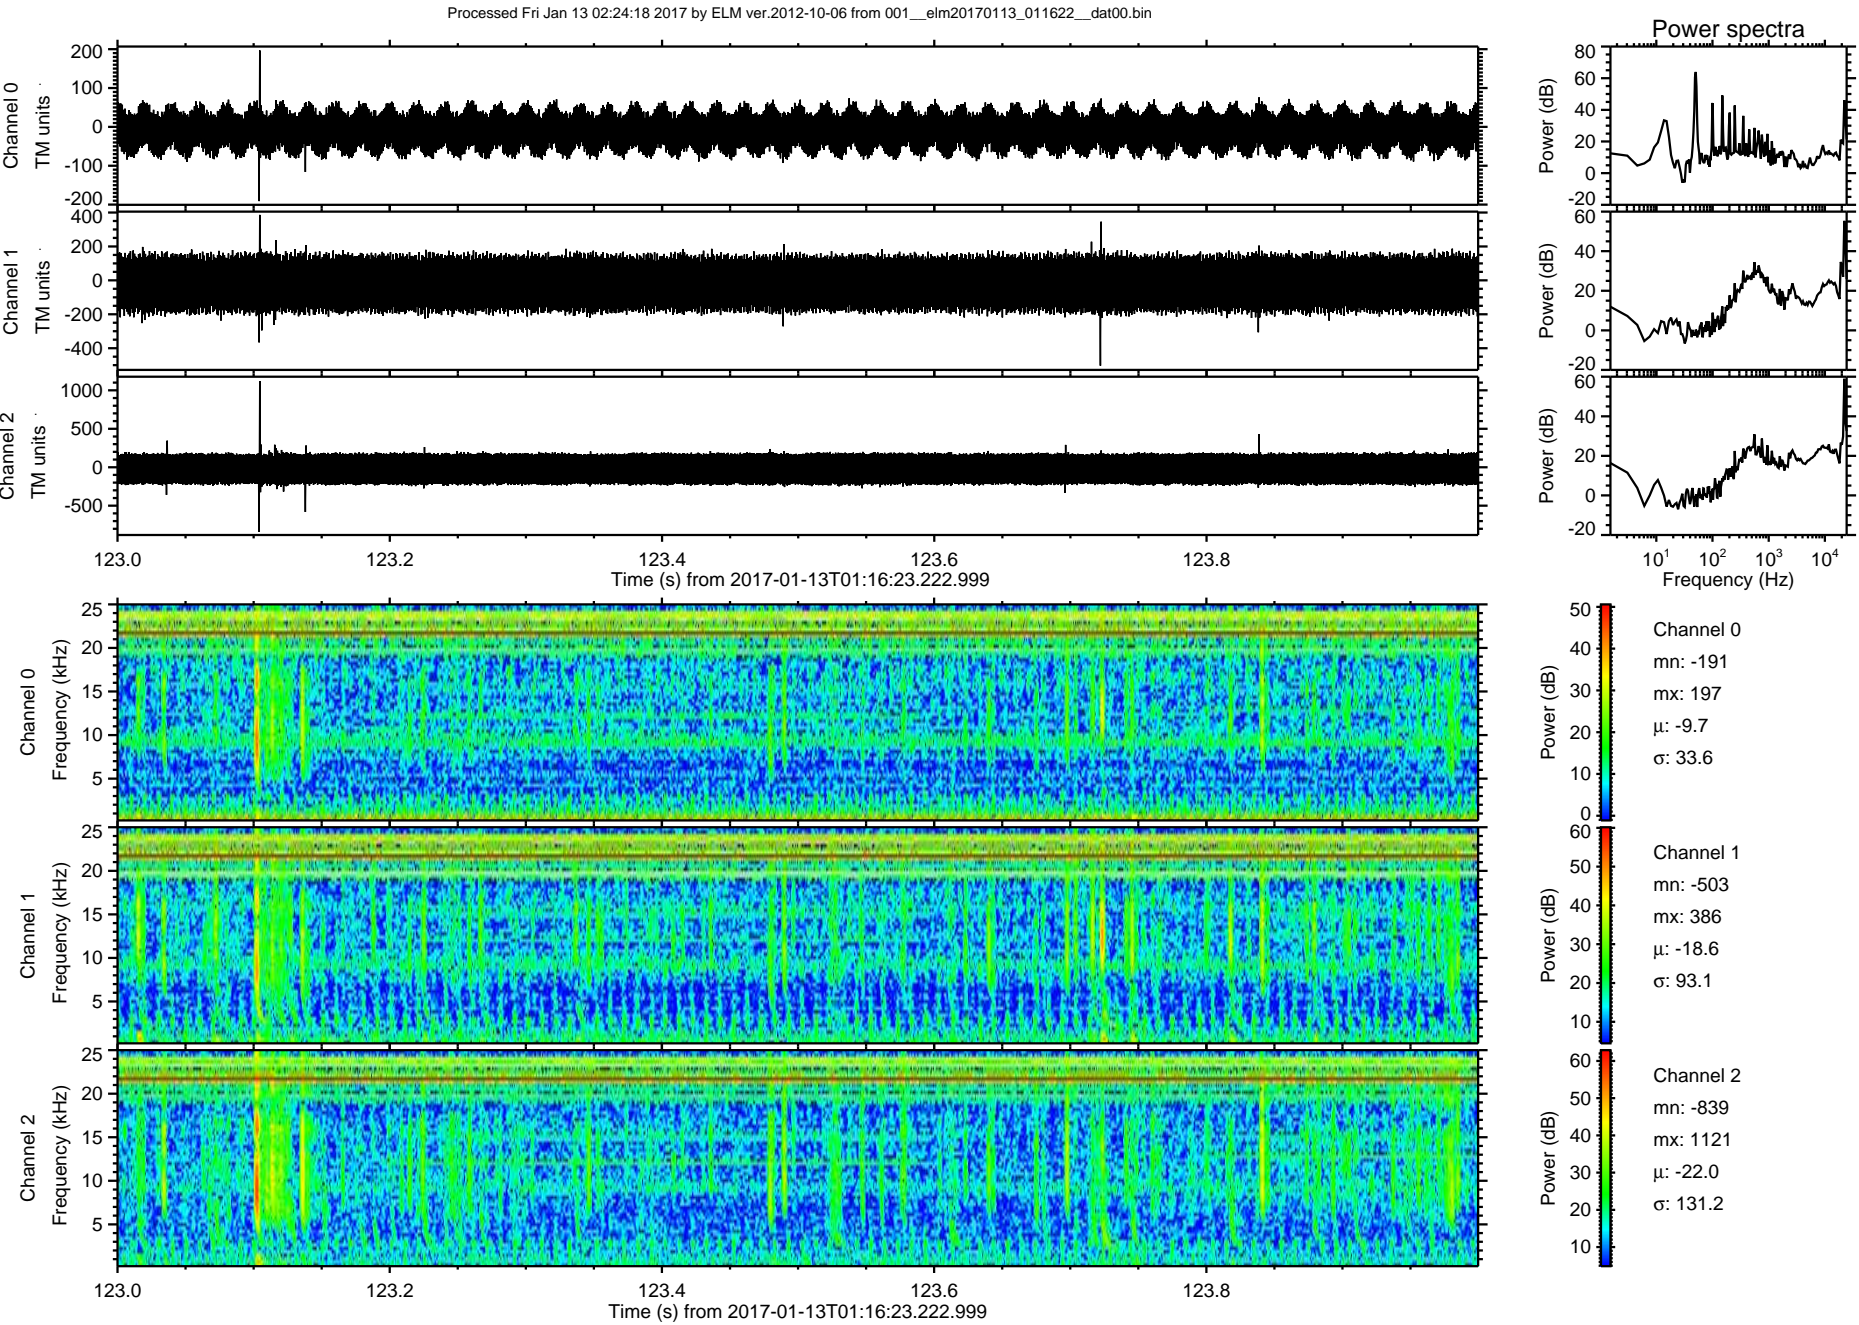 Processed Fri Jan 13 02:24:18 2017 by ELM ver.2012-10-06 from 001__elm20170113_011622__dat00.bin
Power spectra
Channel 0
TM units
200
100
0
-100
-200
Power (dB)
80
60
40
20
0
-20
Channel 1
TM units
400
200
0
-200
-400
Power (dB)
60
40
20
0
-20
Channel 2
TM units
1000
500
0
-500
Power (dB)
60
40
20
0
-20
123.0 123.2 123.4 123.6 123.8
Time (s) from 2017-01-13T01:16:23.222.999
10¹ 10² 10³ 10⁴
Frequency (Hz)
Channel 0
Frequency (kHz)
25
20
15
10
5
Power (dB)
50
40
30
20
10
0
Channel 0
mn: -191
mx: 197
µ: -9.7
σ: 33.6
Channel 1
Frequency (kHz)
25
20
15
10
5
Power (dB)
60
50
40
30
20
10
Channel 1
mn: -503
mx: 386
µ: -18.6
σ: 93.1
Channel 2
Frequency (kHz)
25
20
15
10
5
Power (dB)
60
50
40
30
20
10
Channel 2
mn: -839
mx: 1121
µ: -22.0
σ: 131.2
123.0 123.2 123.4 123.6 123.8
Time (s) from 2017-01-13T01:16:23.222.999